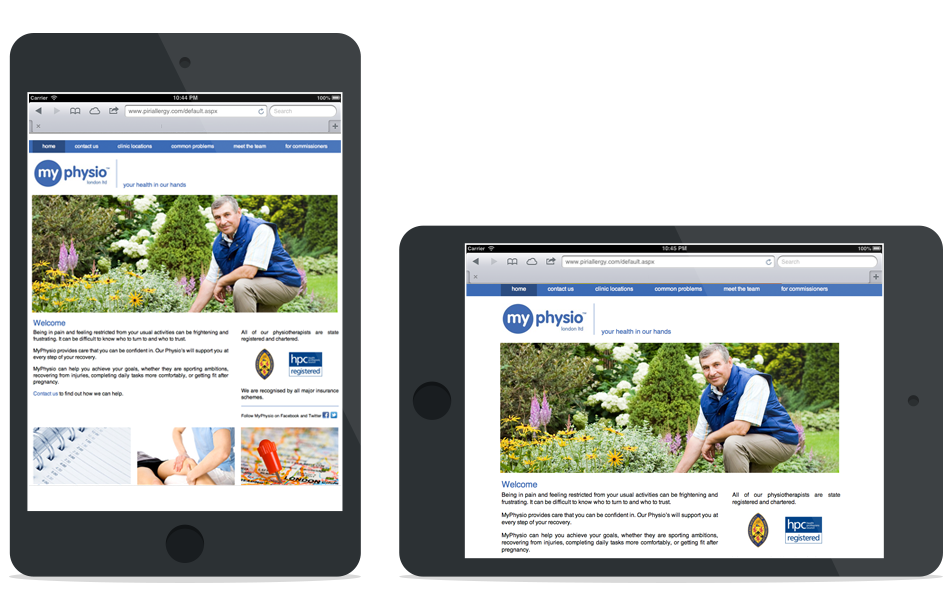 Carrier 10:44 PM 100%
www.piriallergy.com/default.aspx Search
home contact us clinic locations common problems meet the team for commissioners
my physio™
london ltd
your health in our hands
Welcome
Being in pain and feeling restricted from your usual activities can be frightening and
frustrating. It can be difficult to know who to turn to and who to trust.
MyPhysio provides care that you can be confident in. Our Physio's will support you at
every step of your recovery.
MyPhysio can help you achieve your goals, whether they are sporting ambitions,
recovering from injuries, completing daily tasks more comfortably, or getting fit after
pregnancy.
Contact us to find out how we can help.
All of our physiotherapists are state
registered and chartered.
hpc
registered
We are recognised by all major insurance
schemes.
Follow MyPhysio on Facebook and Twitter
LONDON
Carrier 10:45 PM 100%
www.piriallergy.com/default.aspx Search
home contact us clinic locations common problems meet the team for commissioners
my physio™
london ltd
your health in our hands
Welcome
Being in pain and feeling restricted from your usual activities can be frightening and
frustrating. It can be difficult to know who to turn to and who to trust.
MyPhysio provides care that you can be confident in. Our Physio's will support you at
every step of your recovery.
MyPhysio can help you achieve your goals, whether they are sporting ambitions,
recovering from injuries, completing daily tasks more comfortably, or getting fit after
pregnancy.
All of our physiotherapists are state
registered and chartered.
hpc
registered